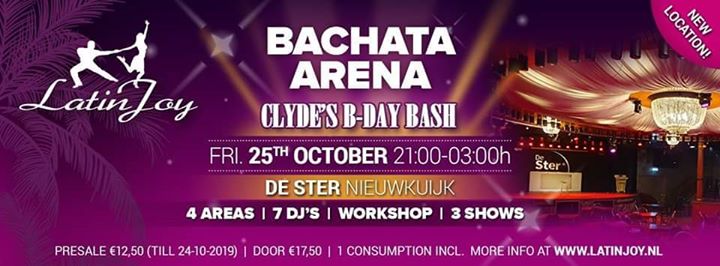 Latin Joy
BACHATA
ARENA
CLYDE'S B-DAY BASH
FRI. 25TH OCTOBER 21:00-03:00h
DE STER NIEUWKUIJK
4 AREAS | 7 DJ'S | WORKSHOP | 3 SHOWS
NEW
LOCATION!
De
Ster
PRESALE €12,50 (TILL 24-10-2019) | DOOR €17,50 | 1 CONSUMPTION INCL. MORE INFO AT WWW.LATINJOY.NL